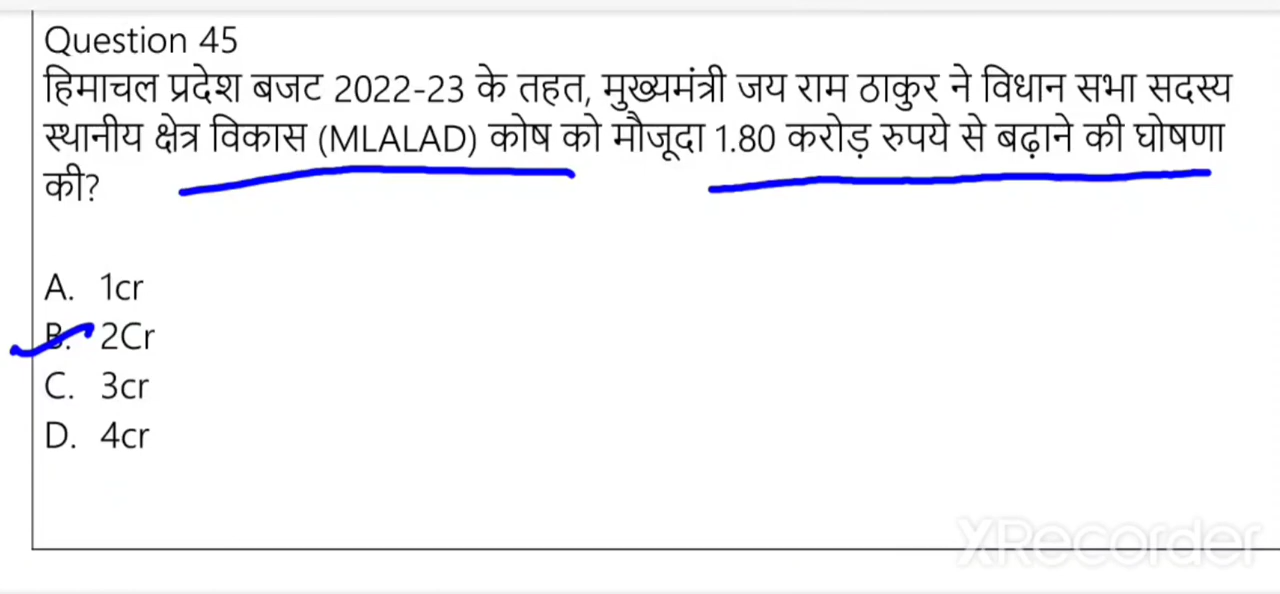 Question 45
हिमाचल प्रदेश बजट 2022-23 के तहत, मुख्यमंत्री जय राम ठाकुर ने विधान सभा सदस्य
स्थानीय क्षेत्र विकास (MLALAD) कोष को मौजूदा 1.80 करोड़ रुपये से बढ़ाने की घोषणा
की?
A. 1cr
B. 2Cr
C. 3cr
D. 4cr
XRecorder